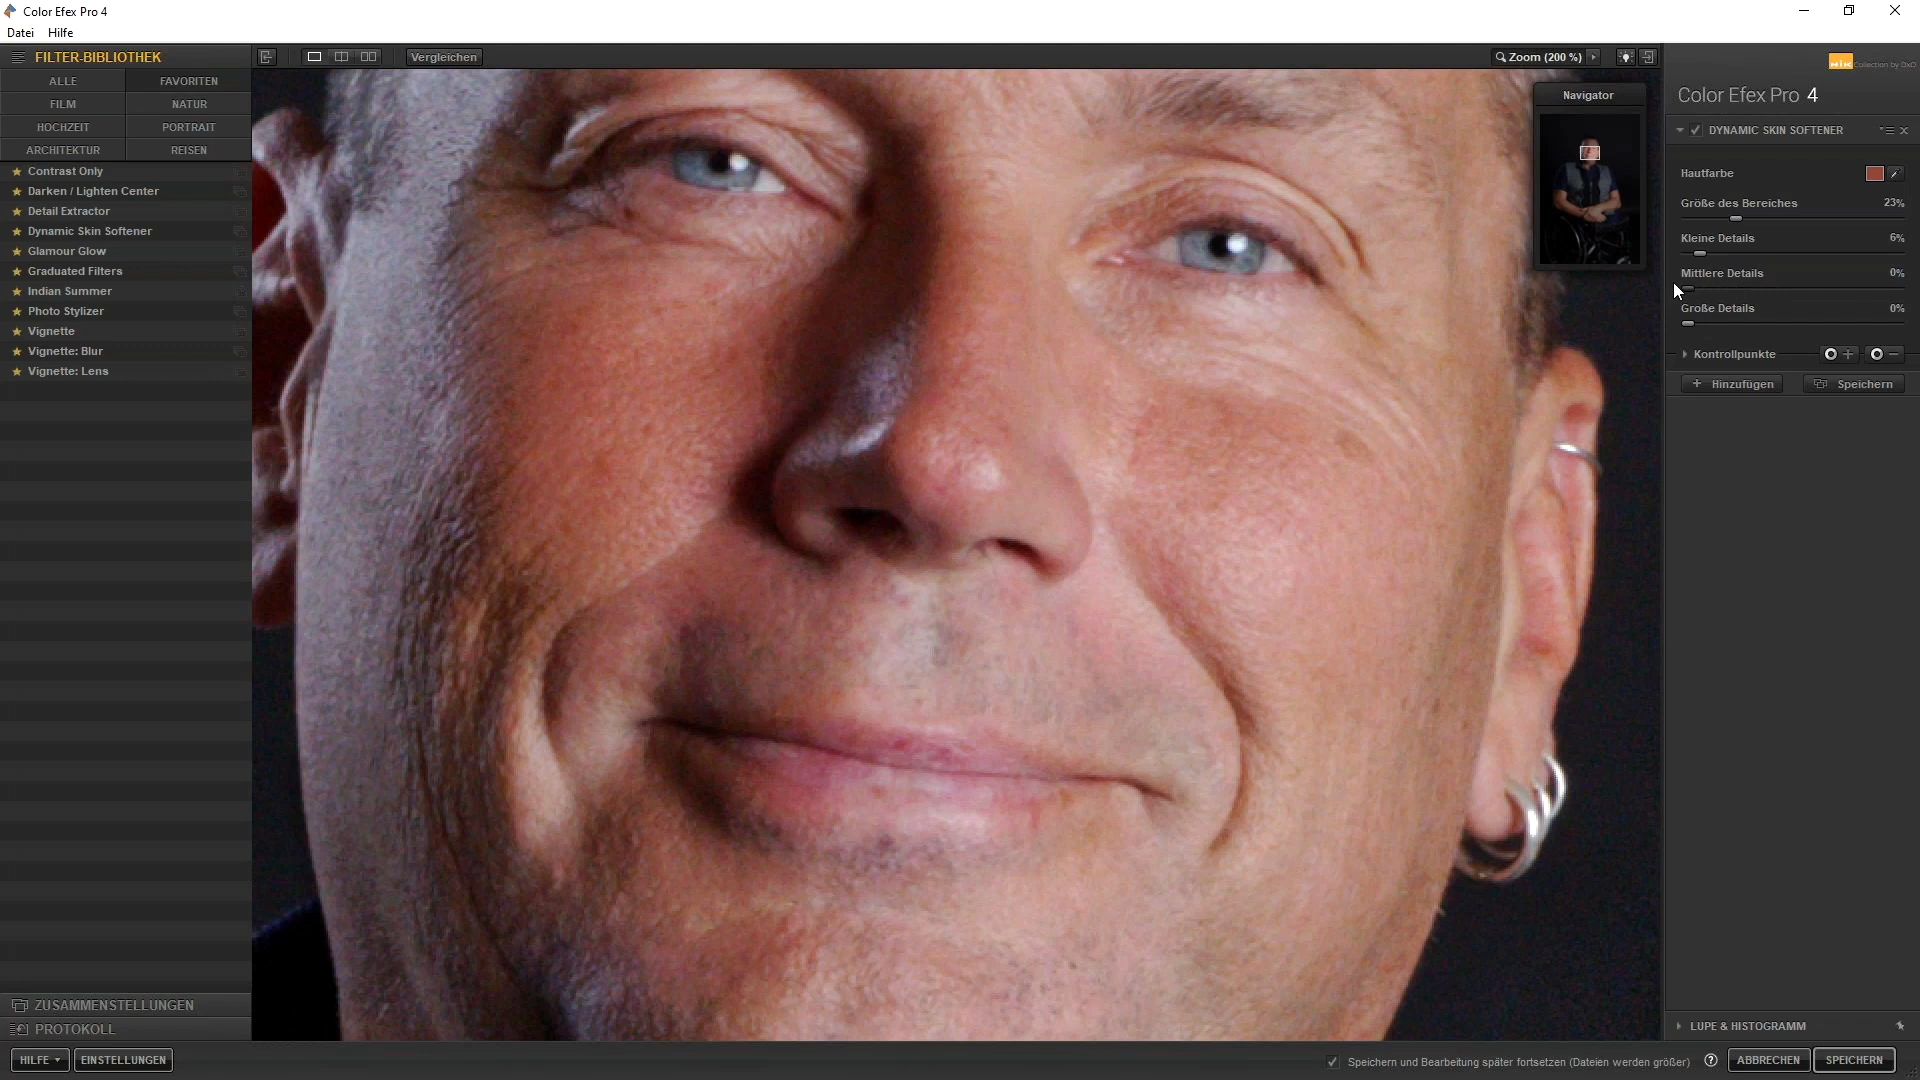 Color Efex Pro 4
Datei Hilfe
FILTER-BIBLIOTHEK
Vergleichen
Zoom (200 %)
ALLE FAVORITEN
FILM NATUR
HOCHZEIT PORTRAIT
ARCHITEKTUR REISEN
Contrast Only
Darken / Lighten Center
Detail Extractor
Dynamic Skin Softener
Glamour Glow
Graduated Filters
Indian Summer
Photo Stylizer
Vignette
Vignette: Blur
Vignette: Lens
ZUSAMMENSTELLUNGEN
PROTOKOLL
HILFE EINSTELLUNGEN
Navigator
Nik Collection by DxO
Color Efex Pro 4
DYNAMIC SKIN SOFTENER
Hautfarbe
Größe des Bereiches 23%
Kleine Details 6%
Mittlere Details 0%
Große Details 0%
Kontrollpunkte
Hinzufügen Speichern
LUPE & HISTOGRAMM
Speichern und Bearbeitung später fortsetzen (Dateien werden größer) ABBRECHEN SPEICHERN